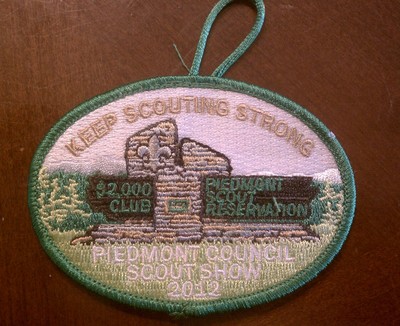 KEEP SCOUTING STRONG
$2.000
CLUB
PIEDMONT
SCOUT
RESERVATION
PIEDMONT COUNCIL
SCOUT SHOW
2012